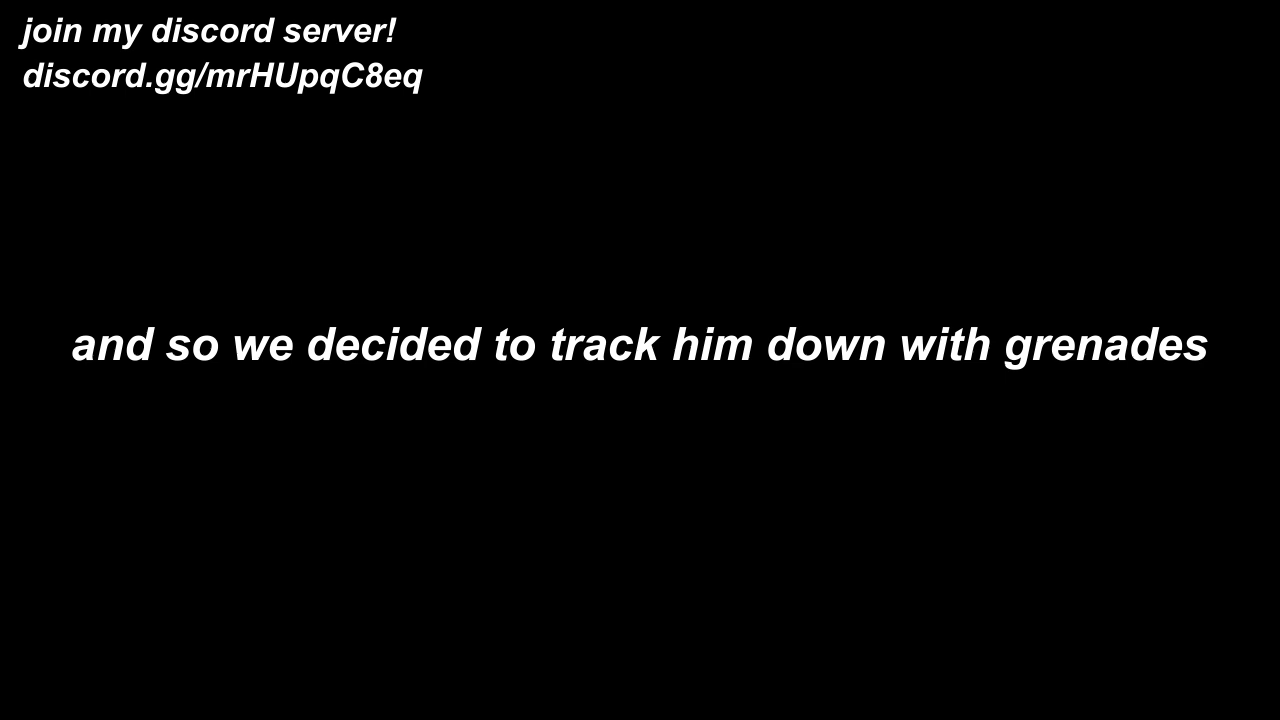 join my discord server!
discord.gg/mrHUpqC8eq
and so we decided to track him down with grenades